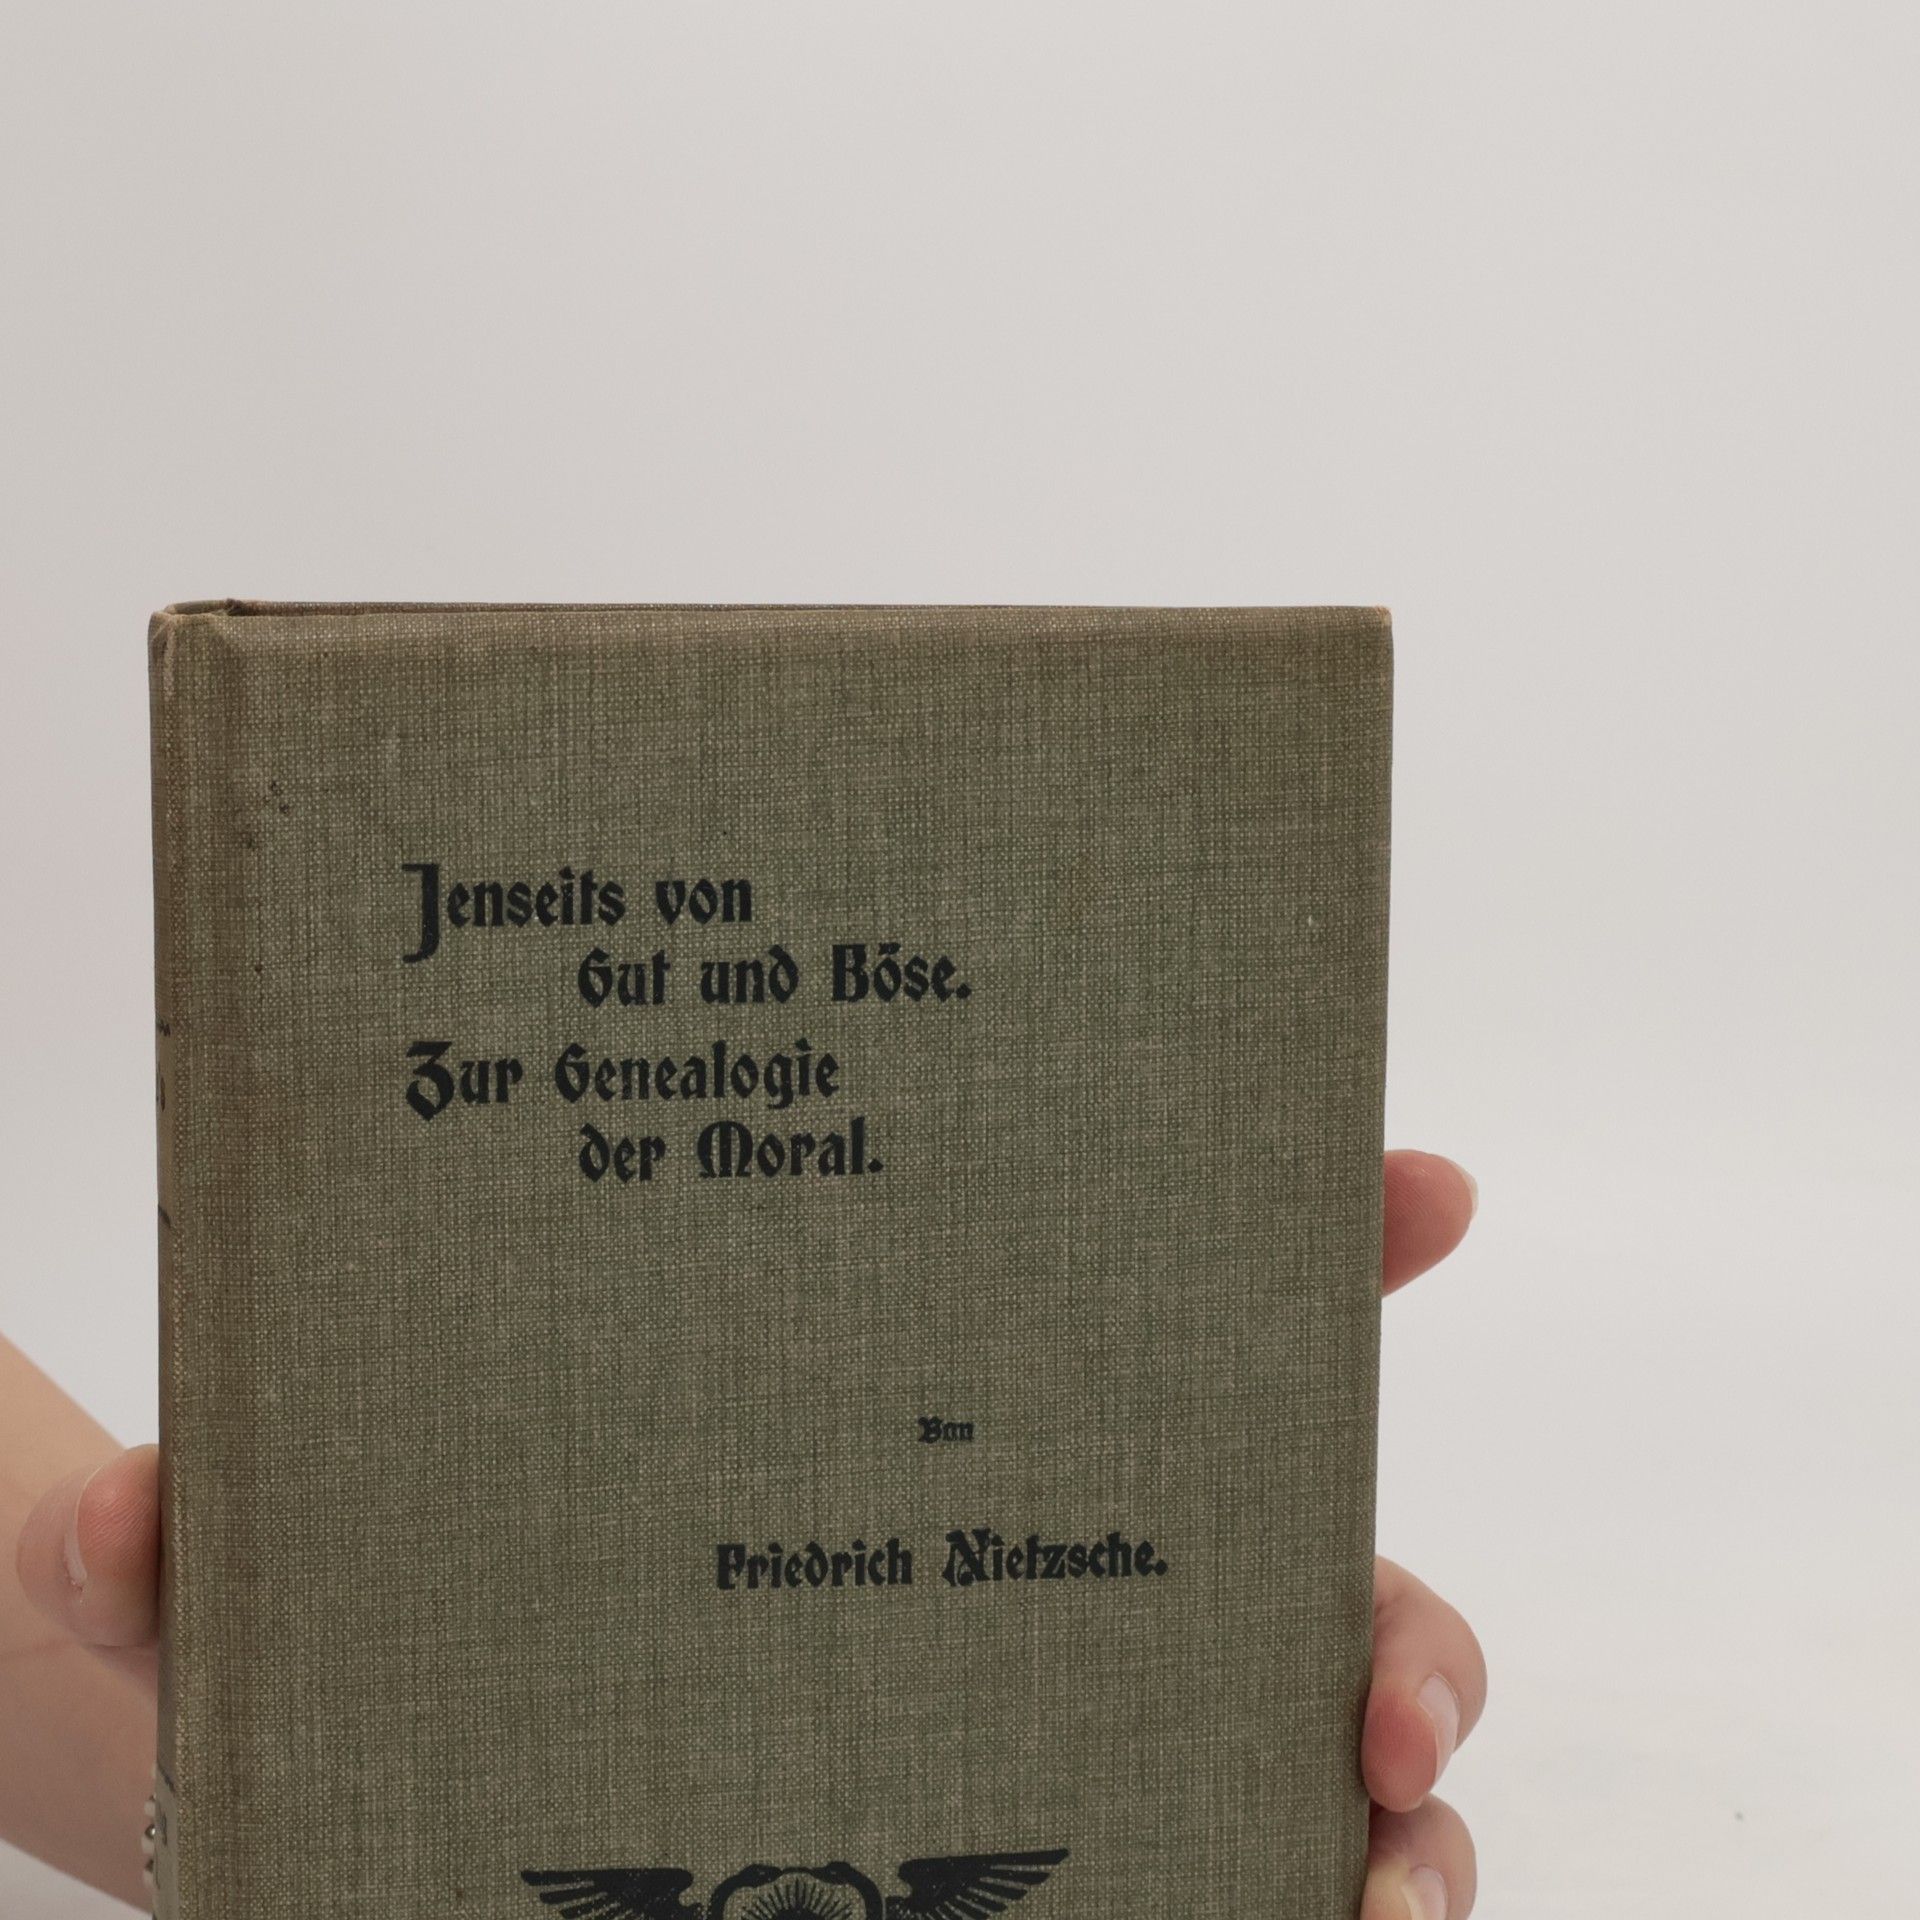 Jenseits von
Gut und Böse.
Zur Genealogie
der Moral.
Von
Friedrich Nietzsche.